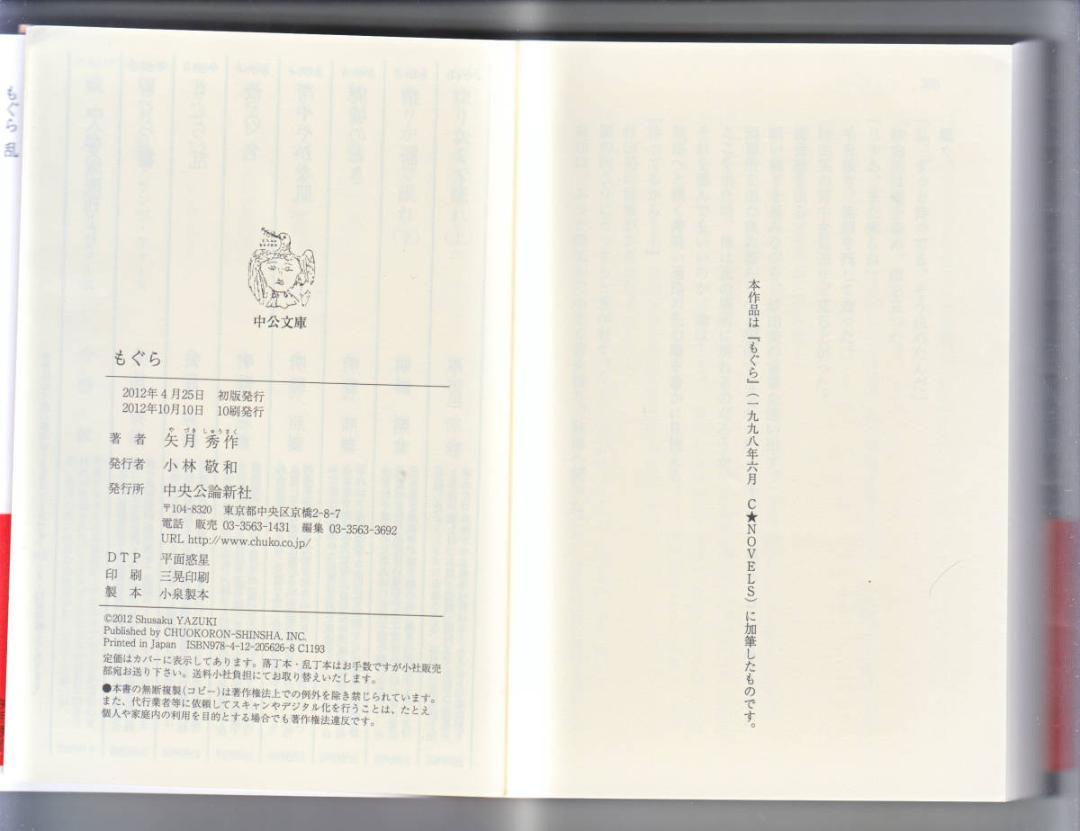 本作品は『もぐら』(一九九八年六月　C★NOVELS)に加筆したものです。
中公文庫
もぐら
2012年4月25日　初版発行
2012年10月10日　10刷発行
著者　矢月秀作
や づき しゅうさく
発行者　小林敬和
発行所　中央公論新社
〒104-8320　東京都中央区京橋2-8-7
電話　販売 03-3563-1431　編集 03-3563-3692
URL http://www.chuko.co.jp/
DTP　平面惑星
印刷　三晃印刷
製本　小泉製本
©2012 Shusaku YAZUKI
Published by CHUOKORON-SHINSHA, INC.
Printed in Japan　ISBN978-4-12-205626-8 C1193
定価はカバーに表示してあります。落丁本・乱丁本はお手数ですが小社販売
部宛お送り下さい。送料小社負担にてお取り替えいたします。
●本書の無断複製(コピー)は著作権法上での例外を除き禁じられています。
また、代行業者等に依頼してスキャンやデジタル化を行うことは、たとえ
個人や家庭内の利用を目的とする場合でも著作権法違反です。
もぐら 乱